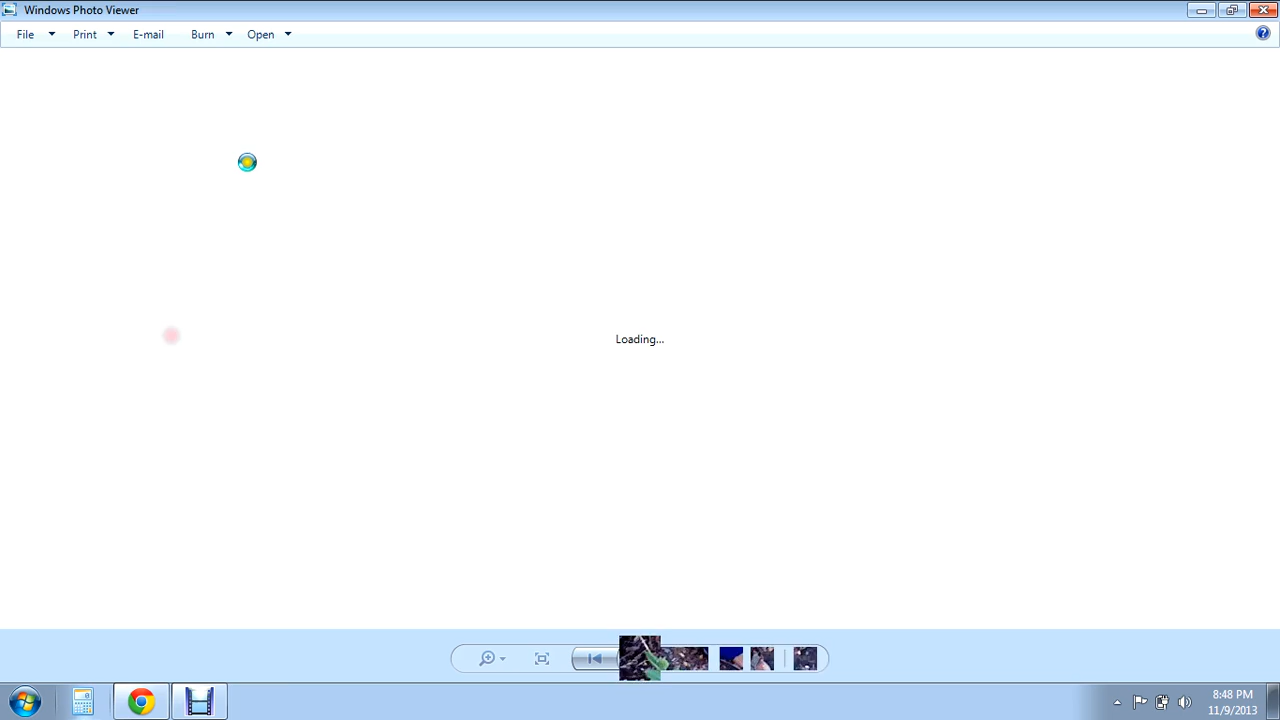 Windows Photo Viewer
File Print E-mail Burn Open
Loading...
8:48 PM
11/9/2013